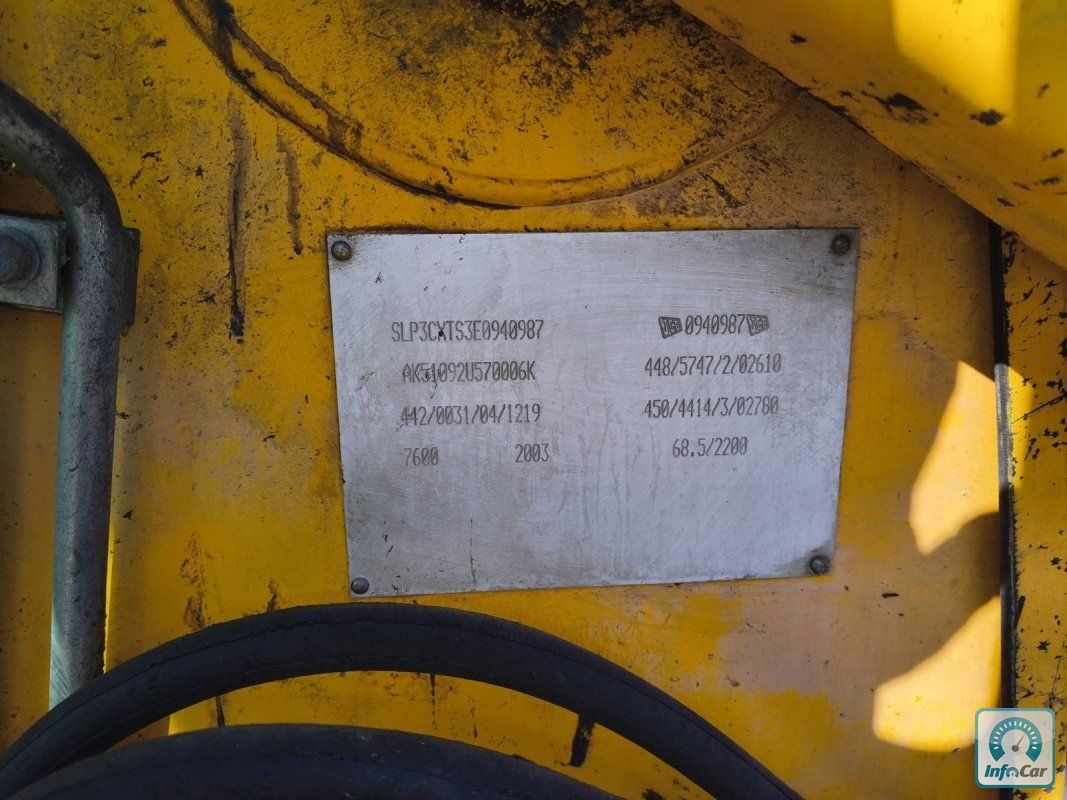 SLP3CXTS3E0940987
JCB 0940987 JCB
AK51092U570006K
448/5747/2/02610
442/0031/04/1219
450/4414/3/02780
7600 2003
68.5/2200
InfoCar